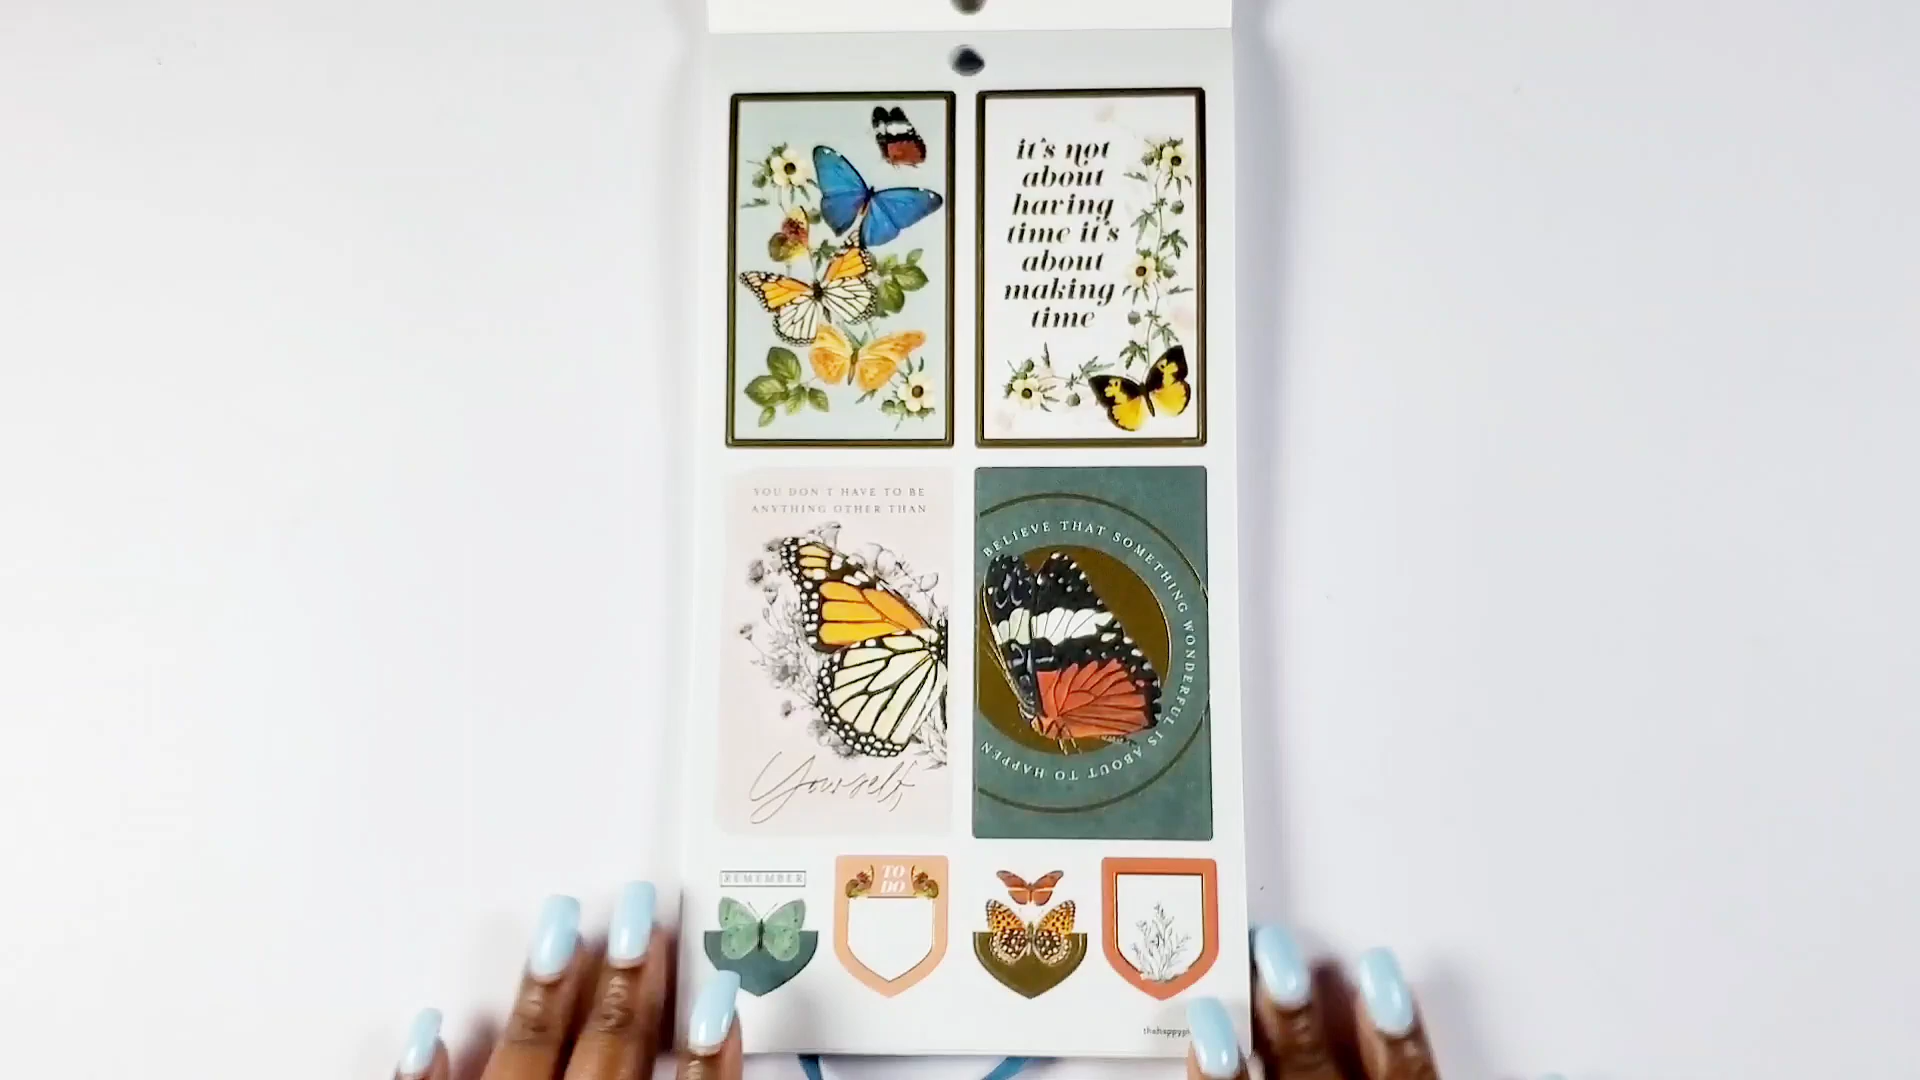 it's not
about
having
time it's
about
making
time
YOU DON'T HAVE TO BE
ANYTHING OTHER THAN
Yourself,
BELIEVE THAT SOMETHING WONDERFUL IS ABOUT TO HAPPEN
REMEMBER
TO
DO